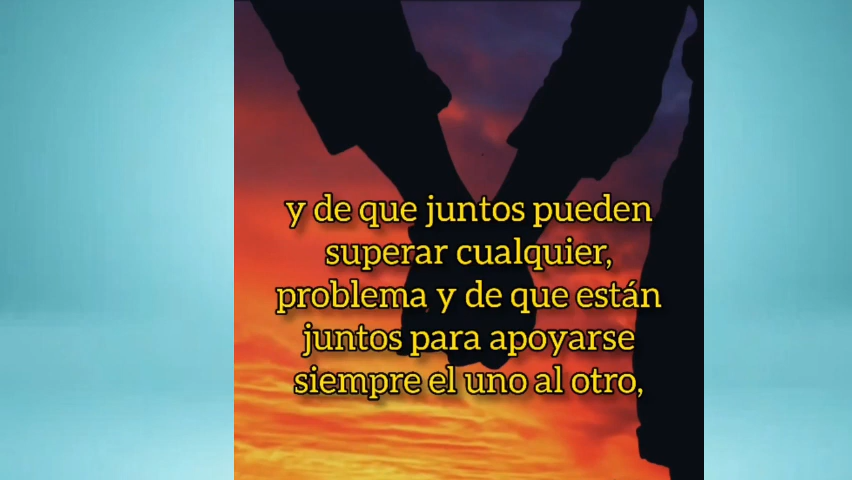 y de que juntos pueden
superar cualquier,
problema y de que están
juntos para apoyarse
siempre el uno al otro,